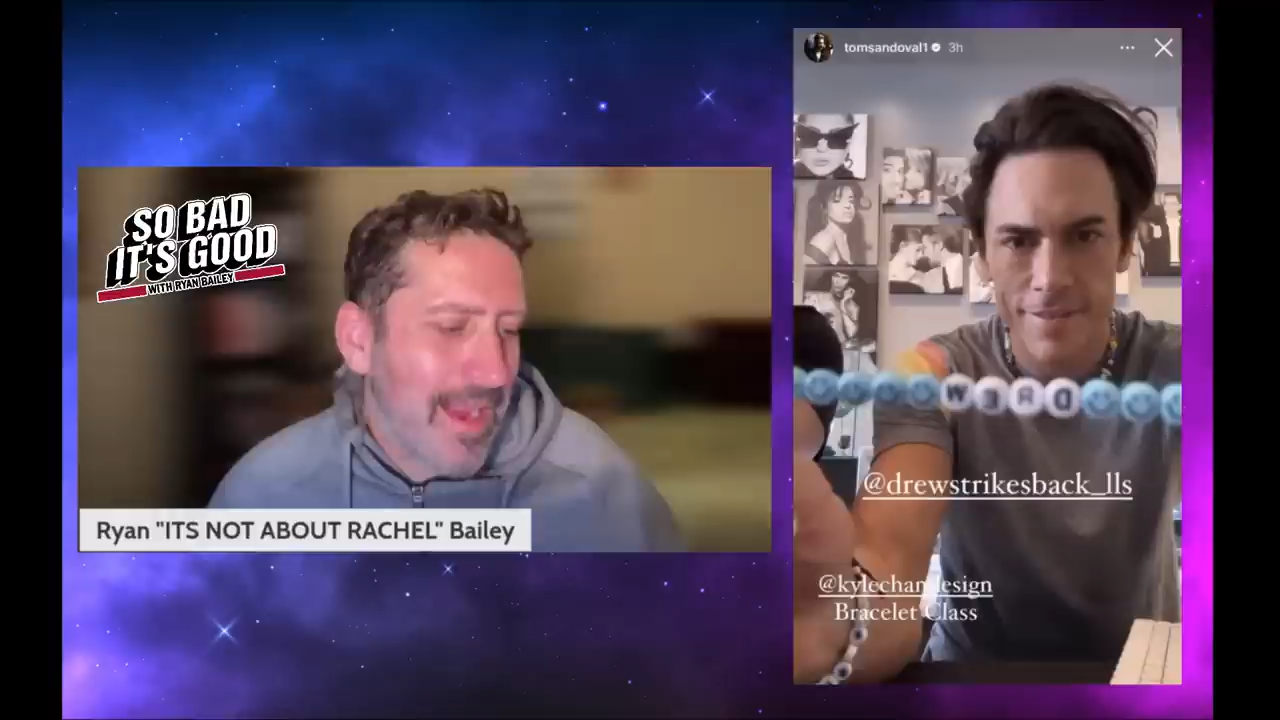 SO BAD
IT'S GOOD
WITH RYAN BAILEY
Ryan "ITS NOT ABOUT RACHEL" Bailey
tomsandoval1 3h
WERD
@drewstrikesback_lls
@kylechandesign
Bracelet Class